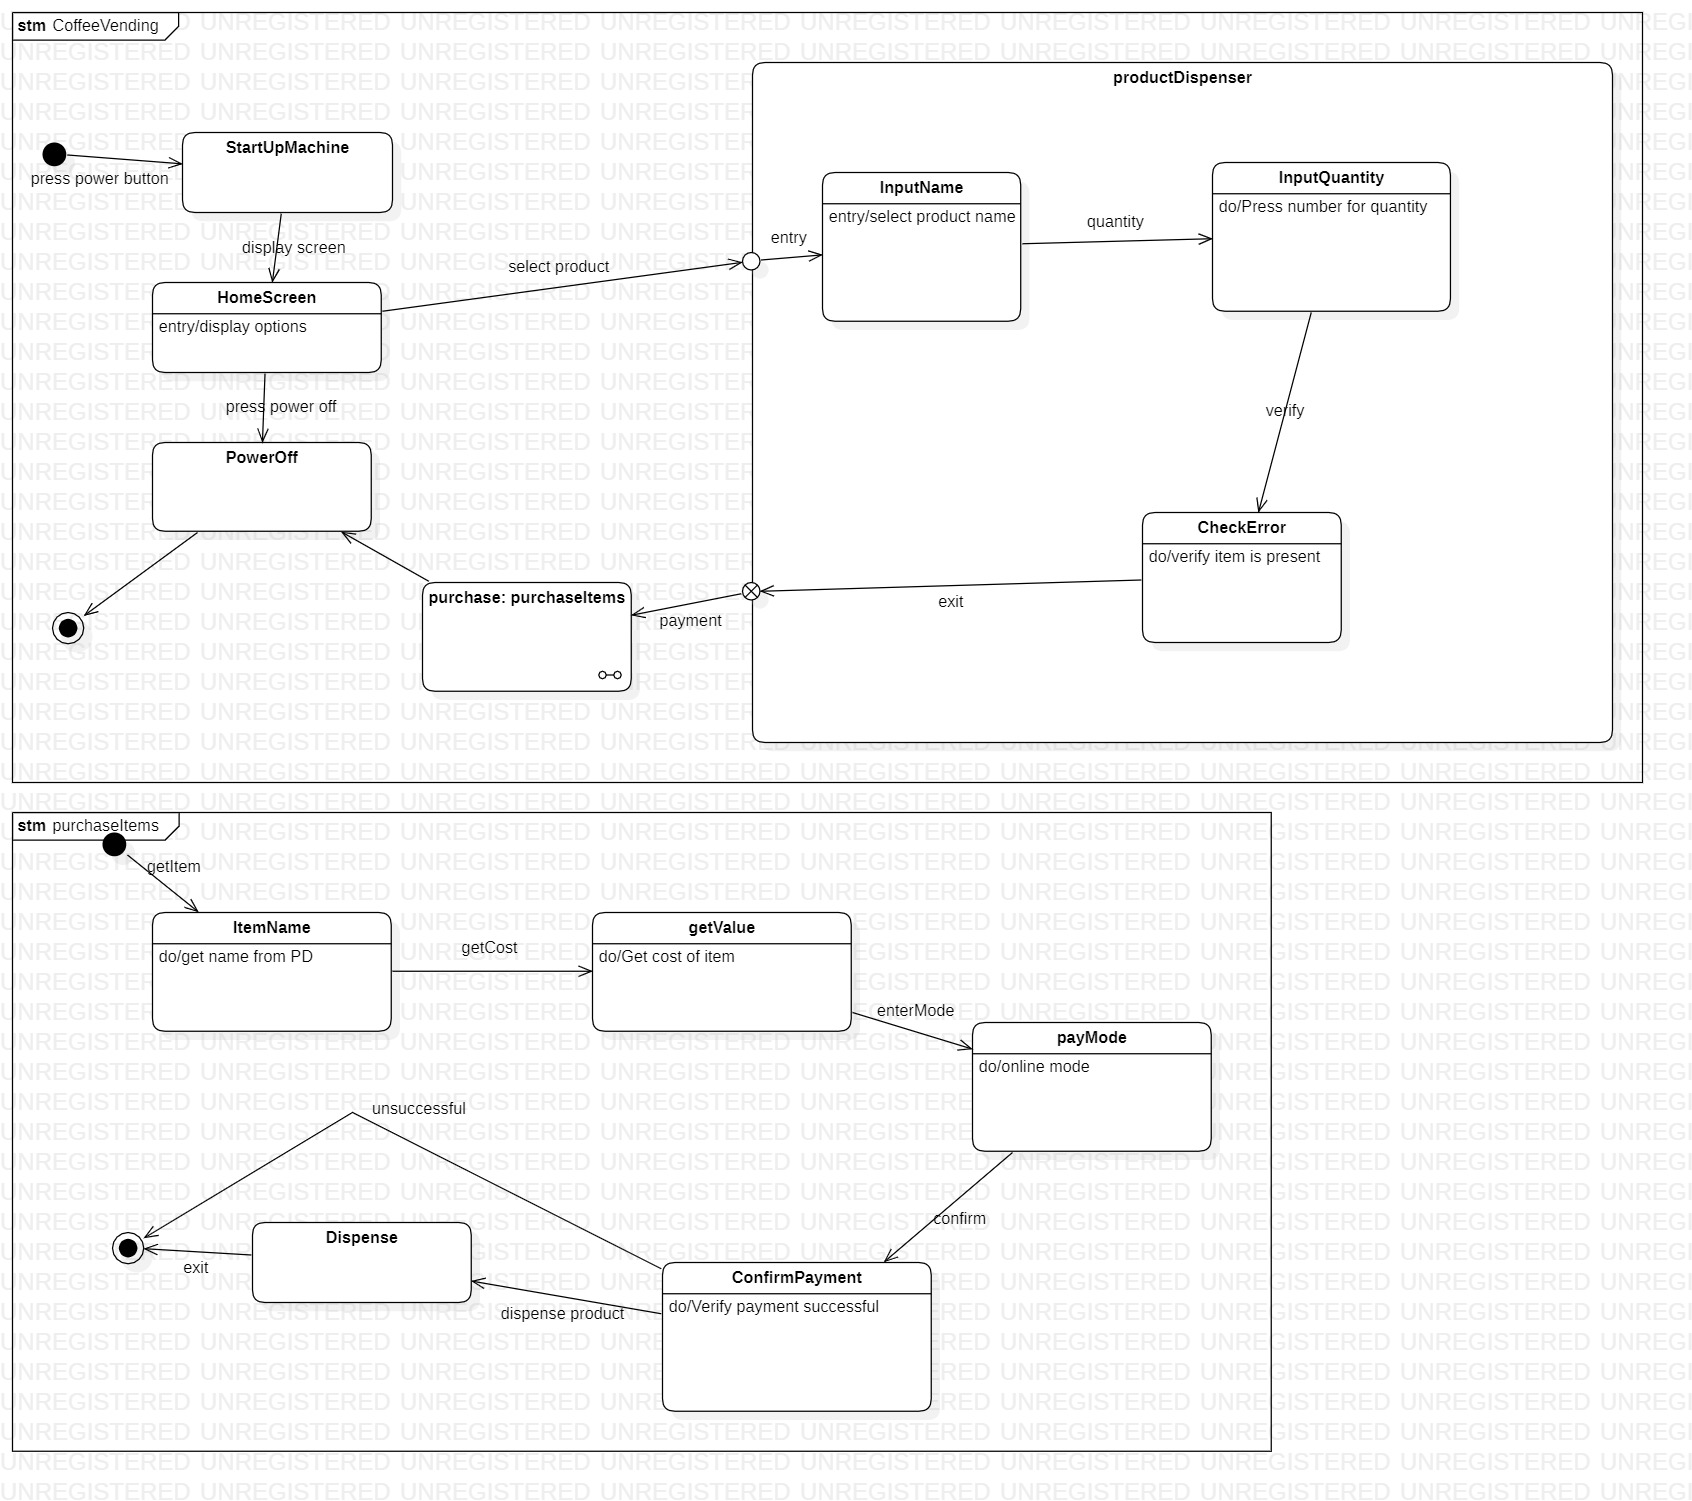 stm CoffeeVending
productDispenser
StartUpMachine
press power button
InputName
entry/select product name
InputQuantity
do/Press number for quantity
quantity
entry
display screen
select product
HomeScreen
entry/display options
press power off
verify
PowerOff
CheckError
do/verify item is present
purchase: purchaseItems
exit
payment
stm purchaseItems
getItem
ItemName
do/get name from PD
getCost
getValue
do/Get cost of item
enterMode
payMode
do/online mode
unsuccessful
confirm
Dispense
exit
ConfirmPayment
do/Verify payment successful
dispense product
UNREGISTERED